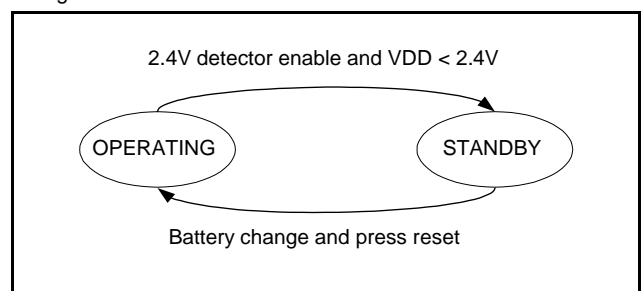 2.4V detector enable and VDD < 2.4V
OPERATING
STANDBY
Battery change and press reset